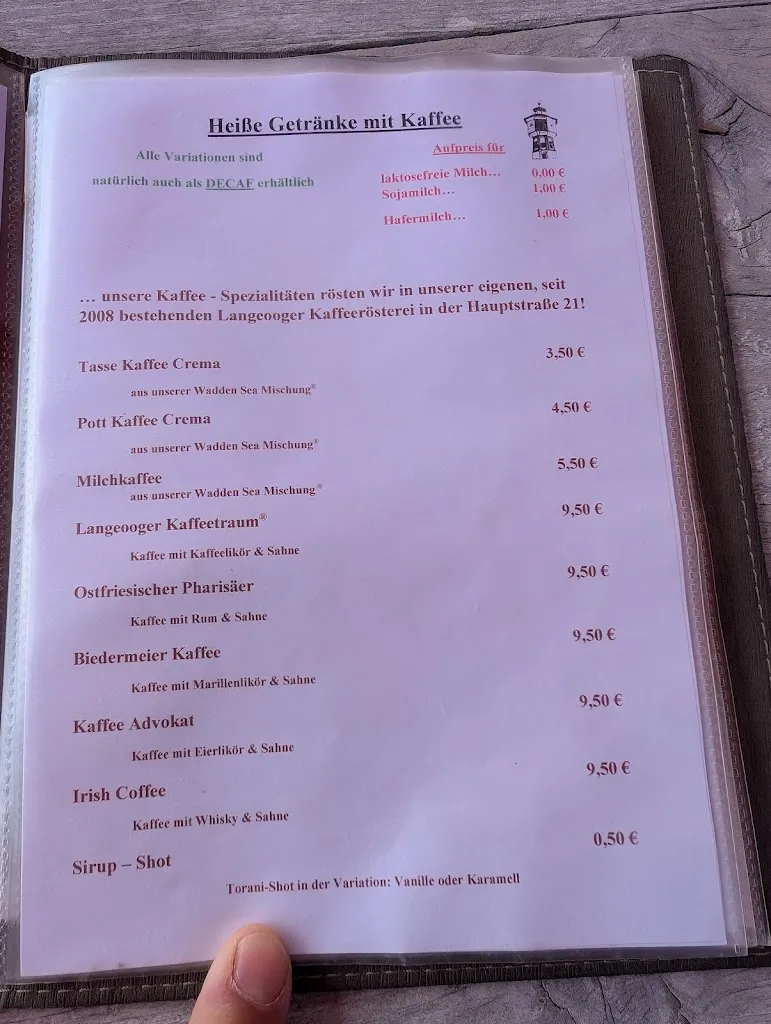 Heiße Getränke mit Kaffee
Alle Variationen sind
natürlich auch als DECAF erhältlich
Aufpreis für
laktosefreie Milch… 0,00 €
Sojamilch… 1,00 €
Hafermilch… 1,00 €
… unsere Kaffee - Spezialitäten rösten wir in unserer eigenen, seit
2008 bestehenden Langeooger Kaffeerösterei in der Hauptstraße 21!
Tasse Kaffee Crema 3,50 €
aus unserer Wadden Sea Mischung®
Pott Kaffee Crema 4,50 €
aus unserer Wadden Sea Mischung®
Milchkaffee 5,50 €
aus unserer Wadden Sea Mischung®
Langeooger Kaffeetraum® 9,50 €
Kaffee mit Kaffeelikör & Sahne
Ostfriesischer Pharisäer 9,50 €
Kaffee mit Rum & Sahne
Biedermeier Kaffee 9,50 €
Kaffee mit Marillenlikör & Sahne
Kaffee Advokat 9,50 €
Kaffee mit Eierlikör & Sahne
Irish Coffee 9,50 €
Kaffee mit Whisky & Sahne
Sirup – Shot 0,50 €
Torani-Shot in der Variation: Vanille oder Karamell